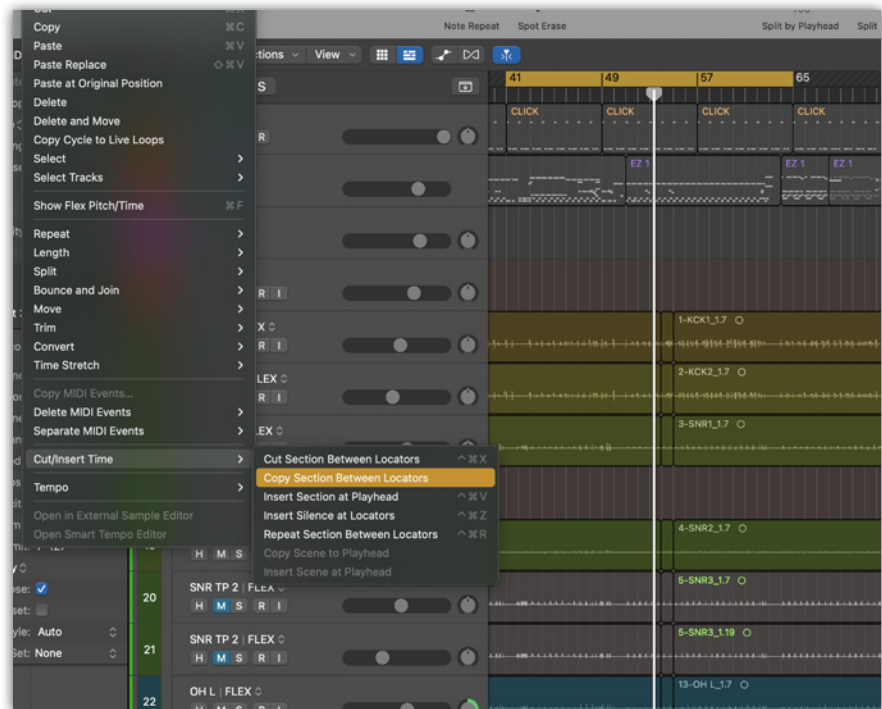 Copy ⌘C
Paste ⌘V
Paste Replace ⇧⌘V
Paste at Original Position
Delete
Delete and Move
Copy Cycle to Live Loops
Select
Select Tracks
Show Flex Pitch/Time ⌘F
Repeat
Length
Split
Bounce and Join
Move
Trim
Convert
Time Stretch
Copy MIDI Events...
Delete MIDI Events
Separate MIDI Events
Cut/Insert Time
Tempo
Open in External Sample Editor
Open Smart Tempo Editor
Cut Section Between Locators ^⌘X
Copy Section Between Locators
Insert Section at Playhead ^⌘V
Insert Silence at Locators ^⌘Z
Repeat Section Between Locators ^⌘R
Copy Scene to Playhead
Insert Scene at Playhead
Note Repeat Spot Erase Split by Playhead Split
View
S
41 49 57 65
CLICK CLICK CLICK CLICK
R
EZ 1 EZ 1 EZ 1
R I
1-KCK1_1.7
R I
LEX
2-KCK2_1.7
R I
EX
3-SNR1_1.7
4-SNR2_1.7
H M S
SNR TP 2 | FLEX
5-SNR3_1.7
20
H M S R I
SNR TP 2 | FLEX
5-SNR3_1.19
21
H M S R I
OH L | FLEX
13-OH L_1.7
22
Auto
None